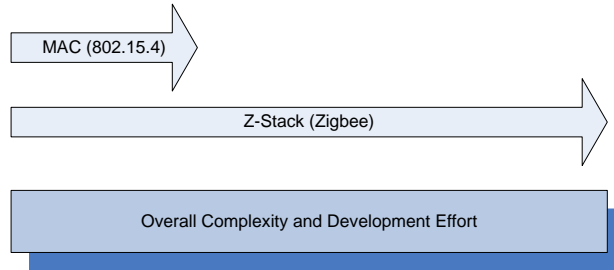 MAC (802.15.4)
Z-Stack (Zigbee)
Overall Complexity and Development Effort